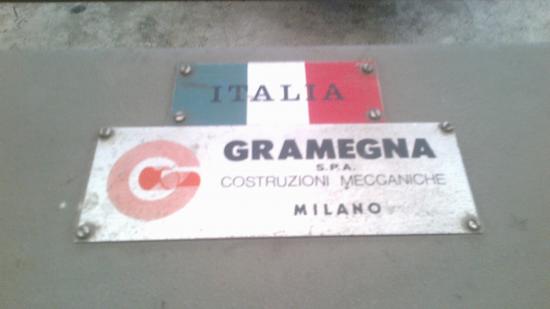 ITALIA
GRAMEGNA
S.P.A.
COSTRUZIONI MECCANICHE
MILANO